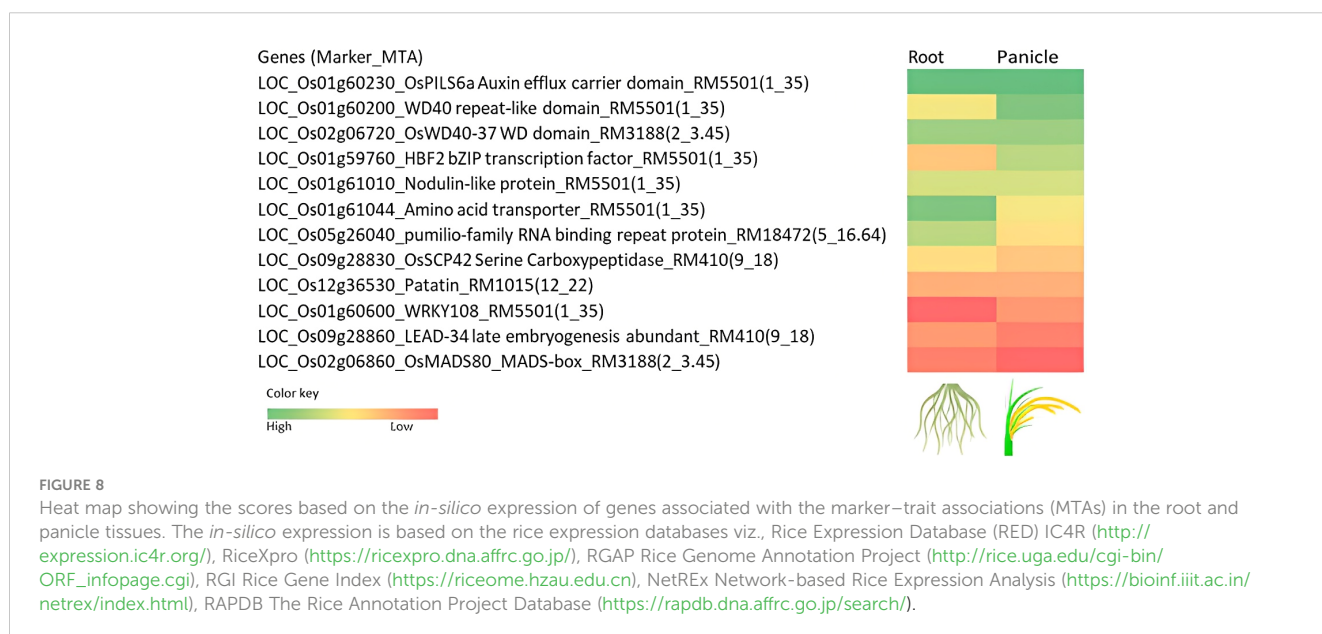 Genes (Marker_MTA) Root Panicle
LOC_Os01g60230_OsPILS6a Auxin efflux carrier domain_RM5501(1_35)
LOC_Os01g60200_WD40 repeat-like domain_RM5501(1_35)
LOC_Os02g06720_OsWD40-37 WD domain_RM3188(2_3.45)
LOC_Os01g59760_HBF2 bZIP transcription factor_RM5501(1_35)
LOC_Os01g61010_Nodulin-like protein_RM5501(1_35)
LOC_Os01g61044_Amino acid transporter_RM5501(1_35)
LOC_Os05g26040_pumilio-family RNA binding repeat protein_RM18472(5_16.64)
LOC_Os09g28830_OsSCP42 Serine Carboxypeptidase_RM410(9_18)
LOC_Os12g36530_Patatin_RM1015(12_22)
LOC_Os01g60600_WRKY108_RM5501(1_35)
LOC_Os09g28860_LEAD-34 late embryogenesis abundant_RM410(9_18)
LOC_Os02g06860_OsMADS80_MADS-box_RM3188(2_3.45)
Color key
High Low
FIGURE 8
Heat map showing the scores based on the in-silico expression of genes associated with the marker–trait associations (MTAs) in the root and
panicle tissues. The in-silico expression is based on the rice expression databases viz., Rice Expression Database (RED) IC4R (http://
expression.ic4r.org/), RiceXpro (https://ricexpro.dna.affrc.go.jp/), RGAP Rice Genome Annotation Project (http://rice.uga.edu/cgi-bin/
ORF_infopage.cgi), RGI Rice Gene Index (https://riceome.hzau.edu.cn), NetREx Network-based Rice Expression Analysis (https://bioinf.iiit.ac.in/
netrex/index.html), RAPDB The Rice Annotation Project Database (https://rapdb.dna.affrc.go.jp/search/).